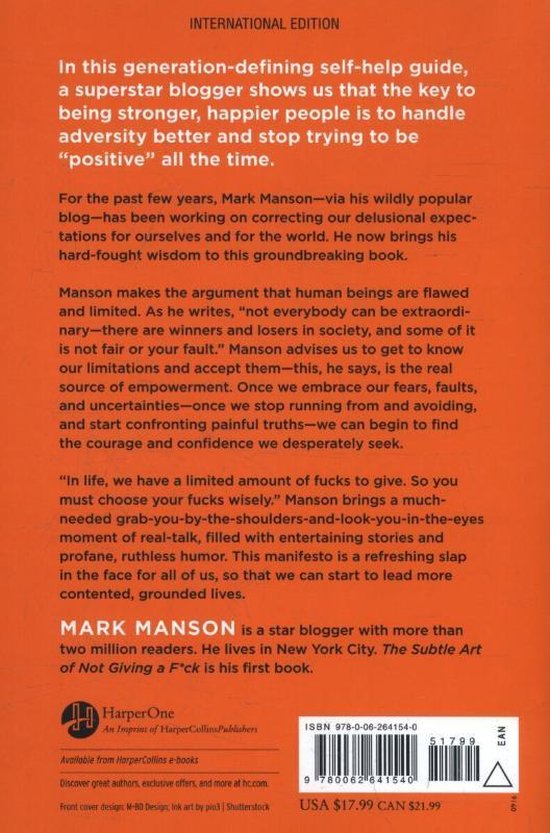 INTERNATIONAL EDITION
In this generation-defining self-help guide,
a superstar blogger shows us that the key to
being stronger, happier people is to handle
adversity better and stop trying to be
“positive” all the time.
For the past few years, Mark Manson—via his wildly popular
blog—has been working on correcting our delusional expec-
tations for ourselves and for the world. He now brings his
hard-fought wisdom to this groundbreaking book.
Manson makes the argument that human beings are flawed
and limited. As he writes, “not everybody can be extraordi-
nary—there are winners and losers in society, and some of it
is not fair or your fault.” Manson advises us to get to know
our limitations and accept them—this, he says, is the real
source of empowerment. Once we embrace our fears, faults,
and uncertainties—once we stop running from and avoiding,
and start confronting painful truths—we can begin to find
the courage and confidence we desperately seek.
“In life, we have a limited amount of fucks to give. So you
must choose your fucks wisely.” Manson brings a much-
needed grab-you-by-the-shoulders-and-look-you-in-the-eyes
moment of real-talk, filled with entertaining stories and
profane, ruthless humor. This manifesto is a refreshing slap
in the face for all of us, so that we can start to lead more
contented, grounded lives.
MARK MANSON is a star blogger with more than
two million readers. He lives in New York City. The Subtle Art
of Not Giving a F*ck is his first book.
HarperOne
An Imprint of HarperCollinsPublishers
Available from HarperCollins e-books
Discover great authors, exclusive offers, and more at hc.com.
Front cover design: M-80 Design; Ink art by pio3 | Shutterstock
ISBN 978-0-06-264154-0
51799
EAN
9 780062 641540
USA $17.99 CAN $21.99
0916